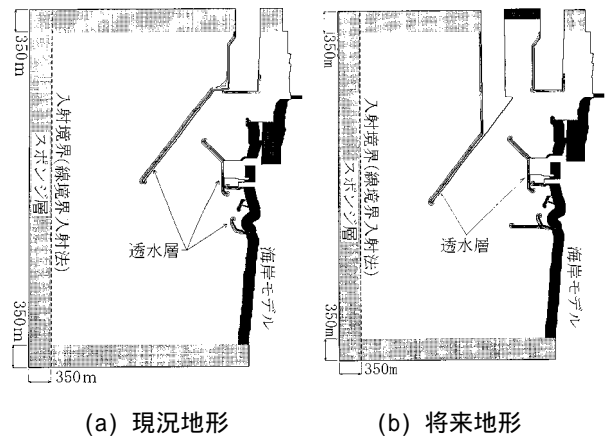 350m
入射境界(線境界入射法)
スポンジ層
透水層
海岸モデル
350m
350m
(a) 現況地形
350m
入射境界(線境界入射法)
スポンジ層
透水層
海岸モデル
350m
350m
(b) 将来地形